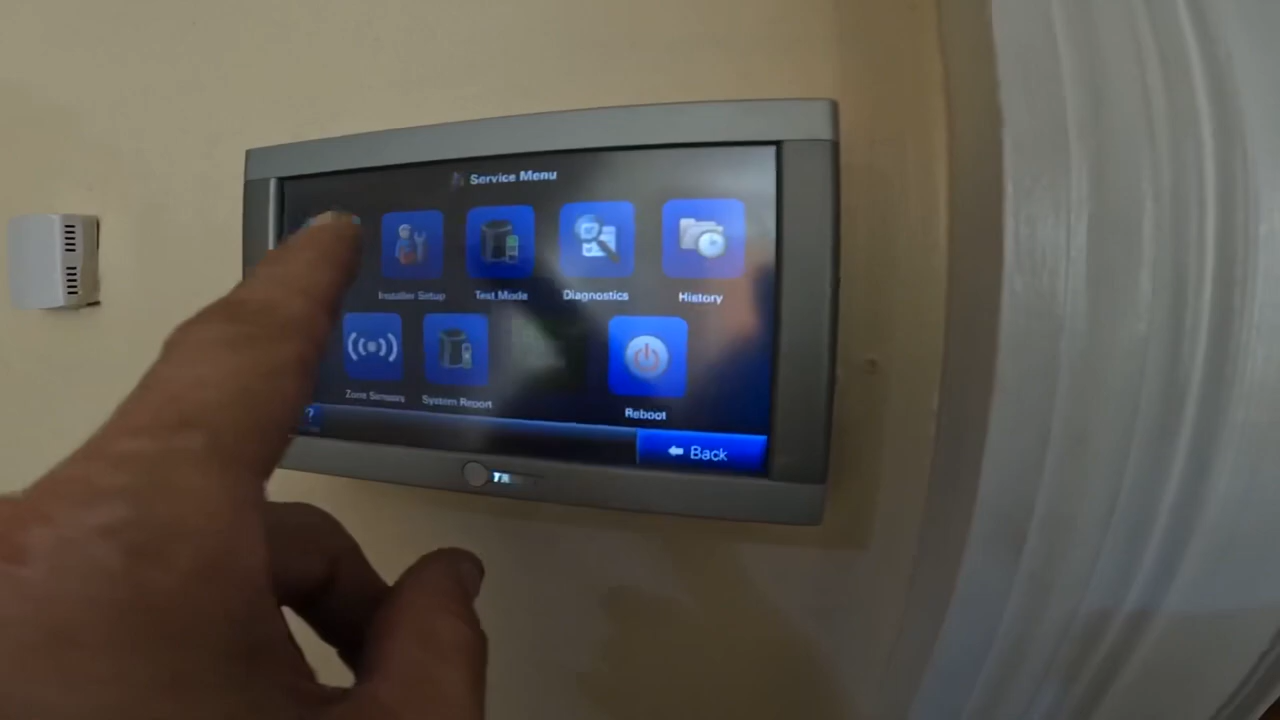 Service Menu
Installer Setup
Test Mode
Diagnostics
History
Zone Sensors
System Report
Reboot
?
Back